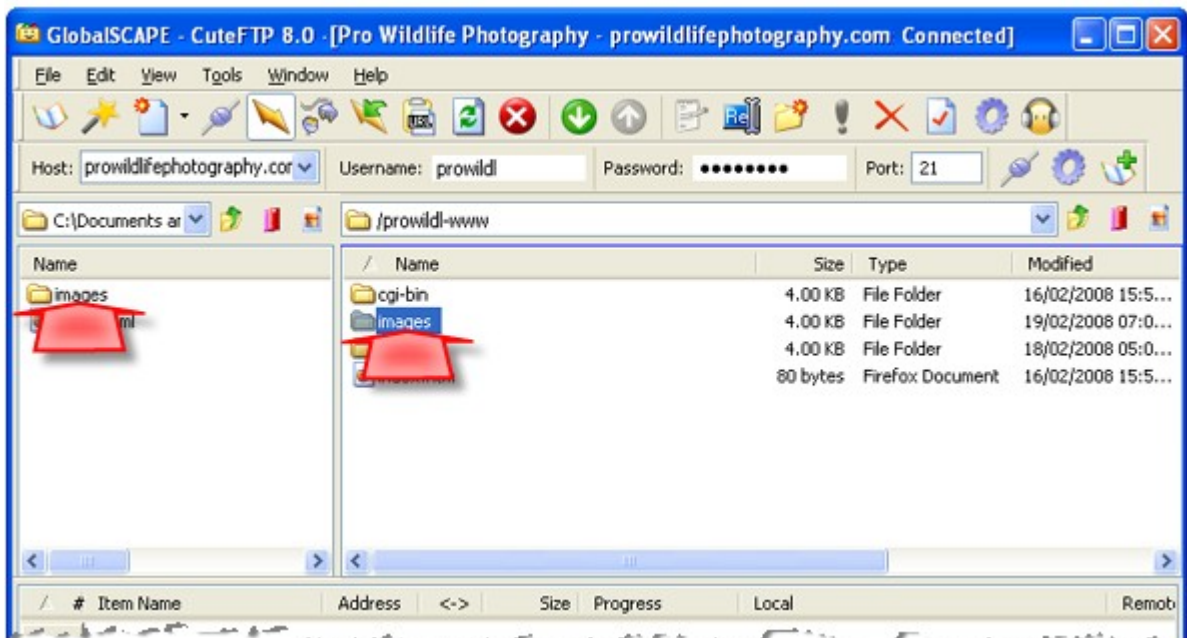 GlobalSCAPE - CuteFTP 8.0 -[Pro Wildlife Photography - prowildlifephotography.com Connected]
File Edit View Tools Window Help
URL Re
Host: prowildlifephotography.cor Username: prowildl Password: •••••••• Port: 21
C:\Documents ar /prowildl-www
Name / Name Size Type Modified
images cgi-bin 4.00 KB File Folder 16/02/2008 15:5...
ml images 4.00 KB File Folder 19/02/2008 07:0...
4.00 KB File Folder 18/02/2008 05:0...
80 bytes Firefox Document 16/02/2008 15:5...
/ # Item Name Address <-> Size Progress Local Remot